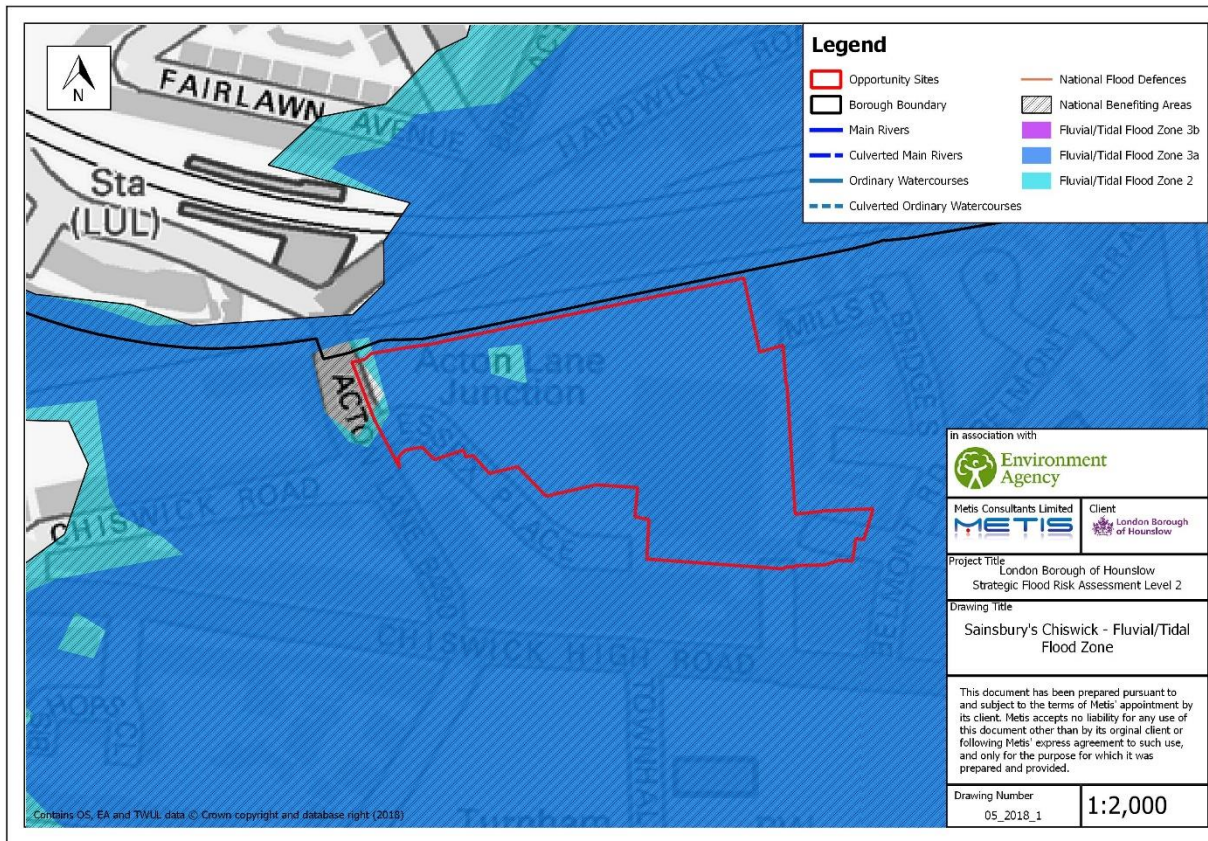 N
FAIRLAWN
AVENUE
HARDWICKE ROAD
Sta
(LUL)
Acton Lane
Junction
MILLS R
BRIDGES
ACTO
ESSEX PLACE
CHISWICK ROAD
BELMON
SWICK HIGH ROAD
TOWNHAL
Contains OS, EA and TWUL data © Crown copyright and database right (2018)
Legend
Opportunity Sites
Borough Boundary
Main Rivers
Culverted Main Rivers
Ordinary Watercourses
Culverted Ordinary Watercourses
National Flood Defences
National Benefiting Areas
Fluvial/Tidal Flood Zone 3b
Fluvial/Tidal Flood Zone 3a
Fluvial/Tidal Flood Zone 2
in association with
Environment
Agency
Metis Consultants Limited
METIS
Client
London Borough
of Hounslow
Project Title
London Borough of Hounslow
Strategic Flood Risk Assessment Level 2
Drawing Title
Sainsbury's Chiswick - Fluvial/Tidal
Flood Zone
This document has been prepared pursuant to
and subject to the terms of Metis' appointment by
its client. Metis accepts no liability for any use of
this document other than by its orginal client or
following Metis' express agreement to such use,
and only for the purpose for which it was
prepared and provided.
Drawing Number
05_2018_1
1:2,000